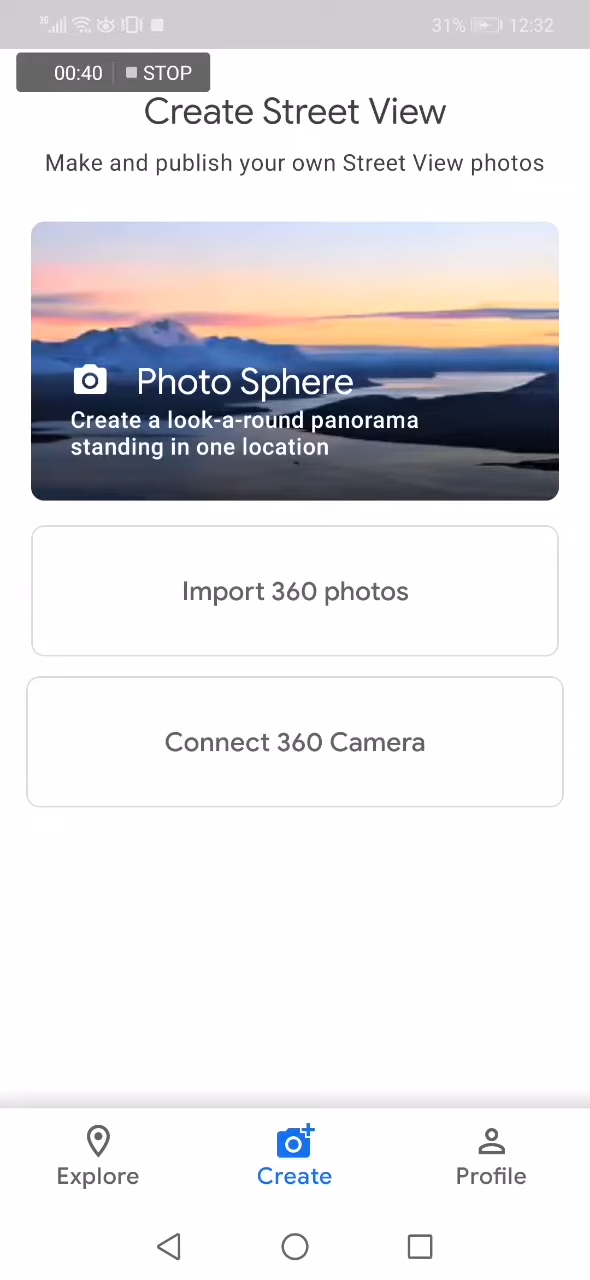 3G 31% 12:32
00:40 STOP
Create Street View
Make and publish your own Street View photos
Photo Sphere
Create a look-a-round panorama
standing in one location
Import 360 photos
Connect 360 Camera
Explore Create Profile